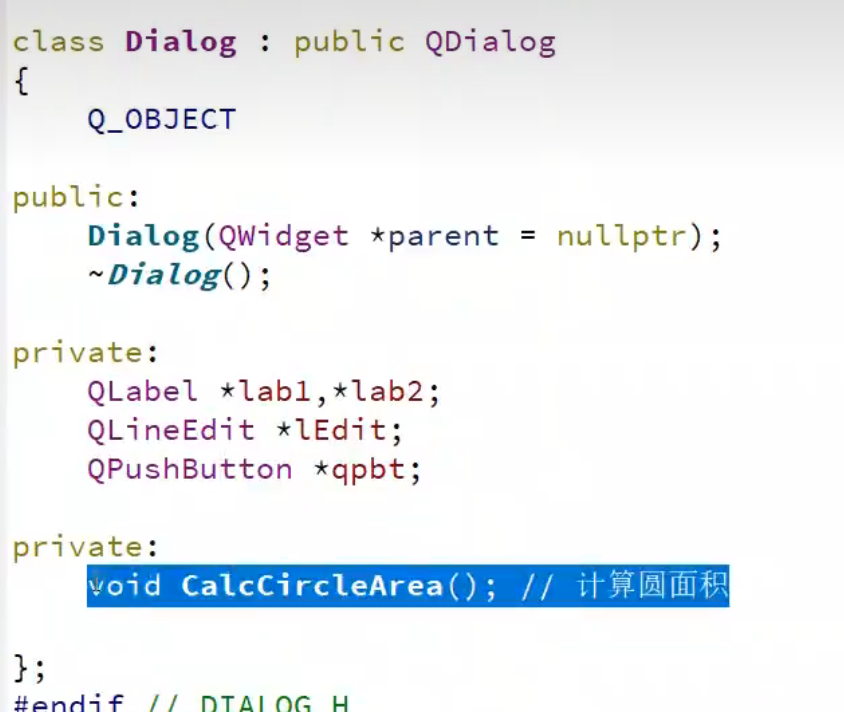 class Dialog : public QDialog
{
Q_OBJECT
public:
Dialog(QWidget *parent = nullptr);
~Dialog();
private:
QLabel *lab1,*lab2;
QLineEdit *lEdit;
QPushButton *qpbt;
private:
void CalcCircleArea(); // 计算圆面积
};
#endif // DIALOG_H